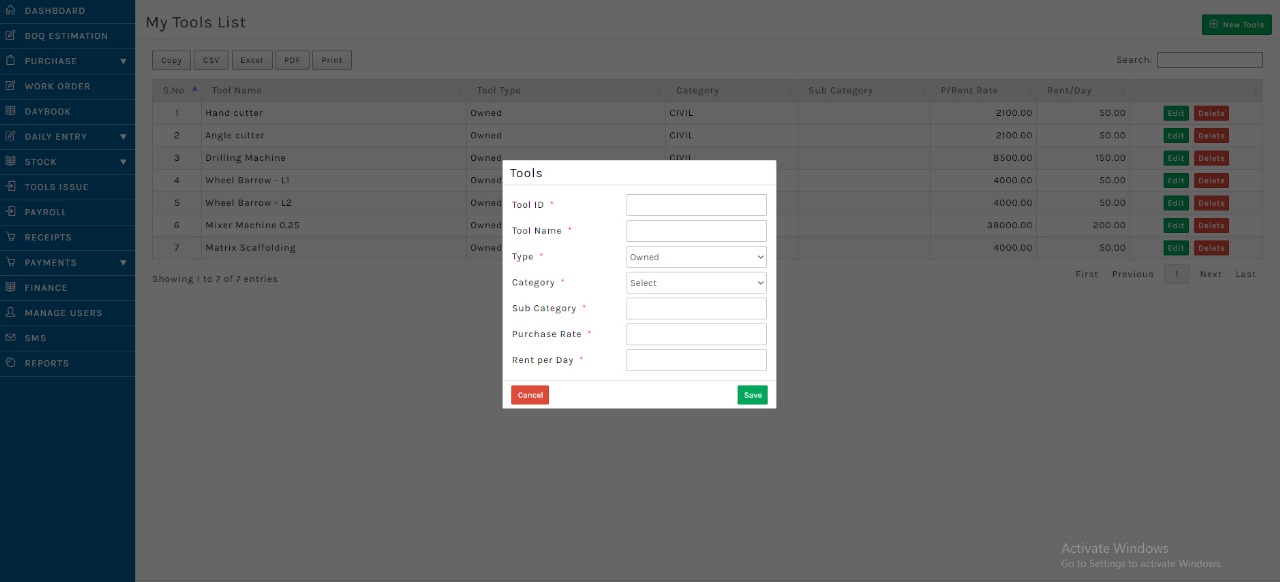 DASHBOARD
BOQ ESTIMATION
PURCHASE
WORK ORDER
DAYBOOK
DAILY ENTRY
STOCK
TOOLS ISSUE
PAYROLL
RECEIPTS
PAYMENTS
FINANCE
MANAGE USERS
SMS
REPORTS
My Tools List
New Tools
Copy CSV Excel PDF Print
Search:
S.No Tool Name Tool Type Category Sub Category P/Rent Rate Rent/Day
1 Hand cutter Owned CIVIL 2100.00 50.00 Edit Delete
2 Angle cutter Owned CIVIL 2100.00 50.00 Edit Delete
3 Drilling Machine Owned CIVIL 8500.00 150.00 Edit Delete
4 Wheel Barrow - L1 Owned 4000.00 50.00 Edit Delete
5 Wheel Barrow - L2 Owned 4000.00 50.00 Edit Delete
6 Mixer Machine 0.25 Owned 38000.00 200.00 Edit Delete
7 Matrix Scaffolding Owned 4000.00 50.00 Edit Delete
Showing 1 to 7 of 7 entries
First Previous 1 Next Last
Tools
Tool ID *
Tool Name *
Type * Owned
Category * Select
Sub Category *
Purchase Rate *
Rent per Day *
Cancel Save
Activate Windows
Go to Settings to activate Windows.